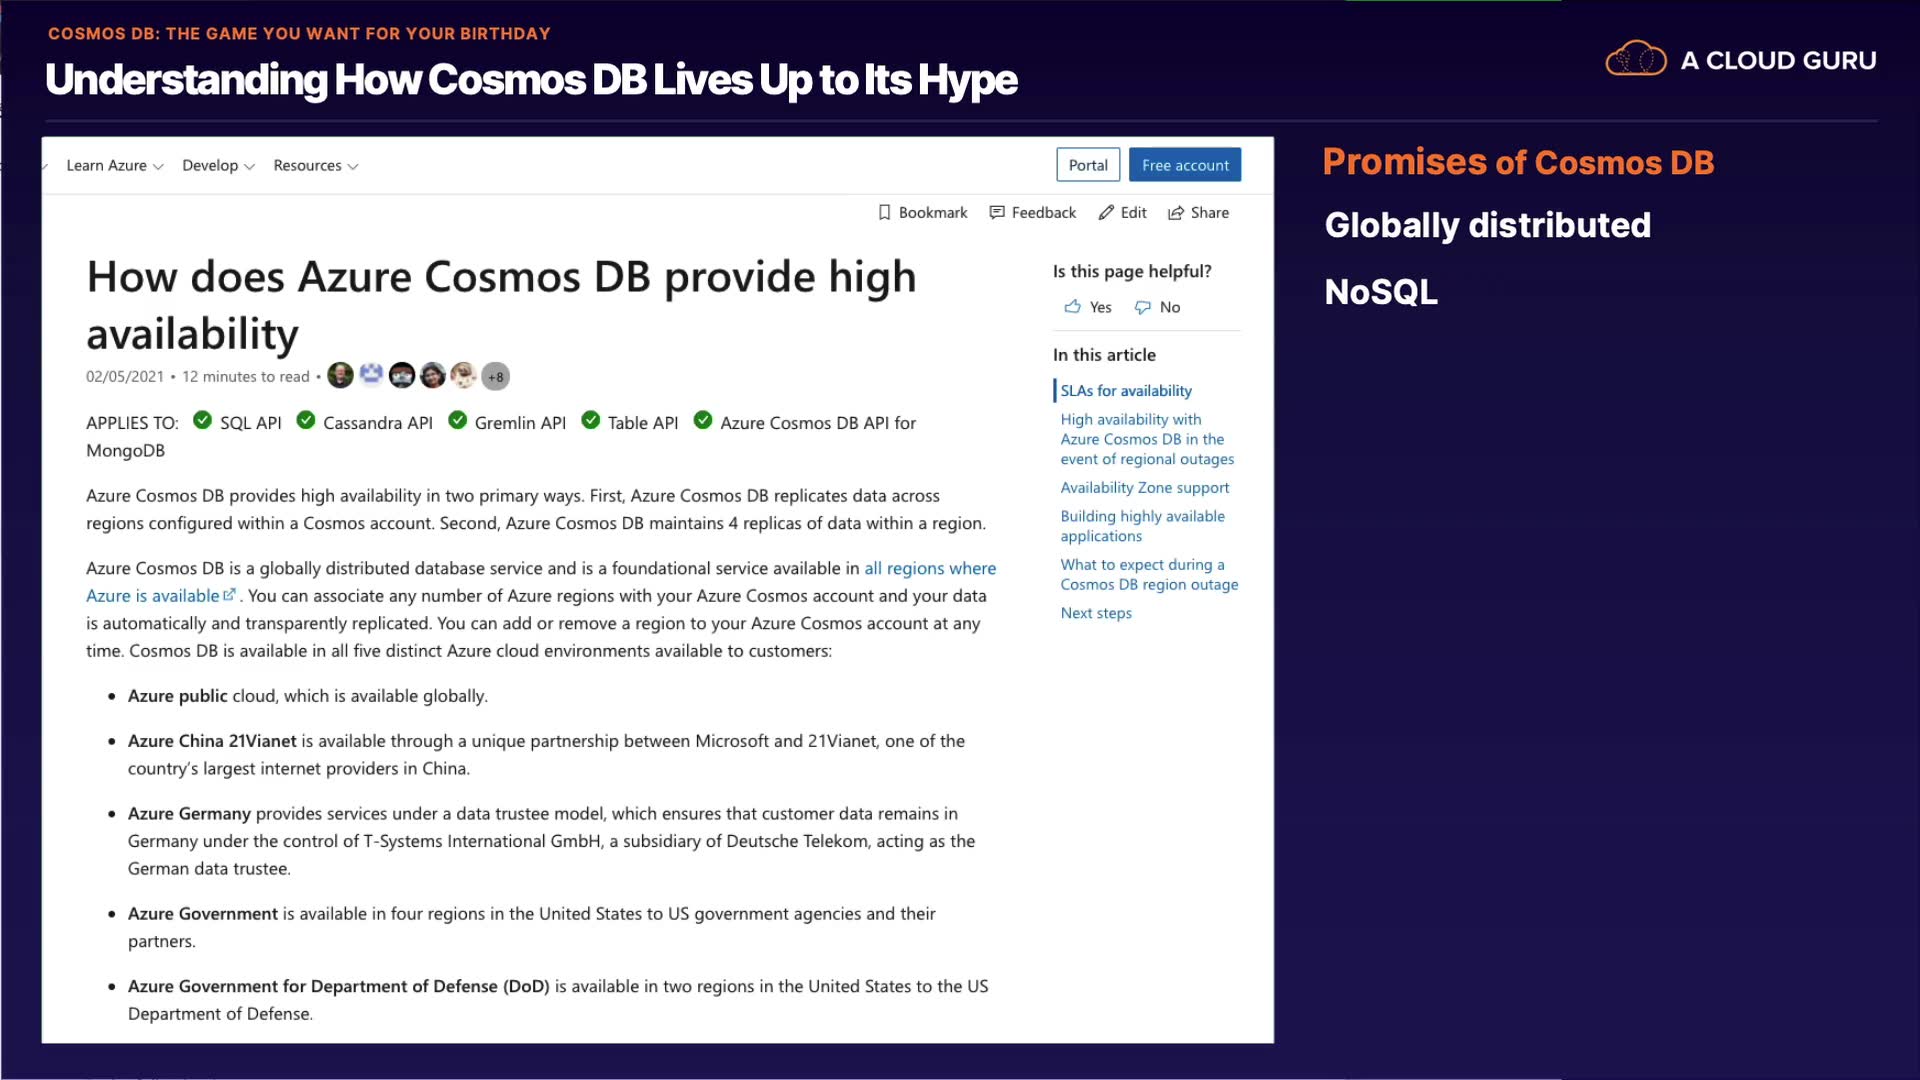 COSMOS DB: THE GAME YOU WANT FOR YOUR BIRTHDAY
Understanding How Cosmos DB Lives Up to Its Hype
A CLOUD GURU
Learn Azure
Develop
Resources
Portal
Free account
Bookmark
Feedback
Edit
Share
How does Azure Cosmos DB provide high
availability
02/05/2021 • 12 minutes to read •
+8
APPLIES TO: SQL API Cassandra API Gremlin API Table API Azure Cosmos DB API for
MongoDB
Azure Cosmos DB provides high availability in two primary ways. First, Azure Cosmos DB replicates data across
regions configured within a Cosmos account. Second, Azure Cosmos DB maintains 4 replicas of data within a region.
Azure Cosmos DB is a globally distributed database service and is a foundational service available in all regions where
Azure is available. You can associate any number of Azure regions with your Azure Cosmos account and your data
is automatically and transparently replicated. You can add or remove a region to your Azure Cosmos account at any
time. Cosmos DB is available in all five distinct Azure cloud environments available to customers:
• Azure public cloud, which is available globally.
• Azure China 21Vianet is available through a unique partnership between Microsoft and 21Vianet, one of the
country's largest internet providers in China.
• Azure Germany provides services under a data trustee model, which ensures that customer data remains in
Germany under the control of T-Systems International GmbH, a subsidiary of Deutsche Telekom, acting as the
German data trustee.
• Azure Government is available in four regions in the United States to US government agencies and their
partners.
• Azure Government for Department of Defense (DoD) is available in two regions in the United States to the US
Department of Defense.
Is this page helpful?
Yes
No
In this article
SLAs for availability
High availability with
Azure Cosmos DB in the
event of regional outages
Availability Zone support
Building highly available
applications
What to expect during a
Cosmos DB region outage
Next steps
Promises of Cosmos DB
Globally distributed
NoSQL